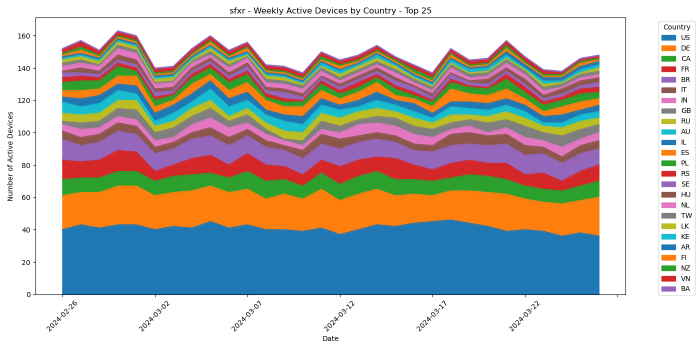 sfxr - Weekly Active Devices by Country - Top 25
Number of Active Devices
160
140
120
100
80
60
40
20
0
2024-02-26
2024-03-02
2024-03-07
2024-03-12
2024-03-17
2024-03-22
Date
Country
US
DE
CA
FR
BR
IT
IN
GB
RU
AU
IL
ES
PL
RS
SE
HU
NL
TW
LK
KE
AR
FI
NZ
VN
BA